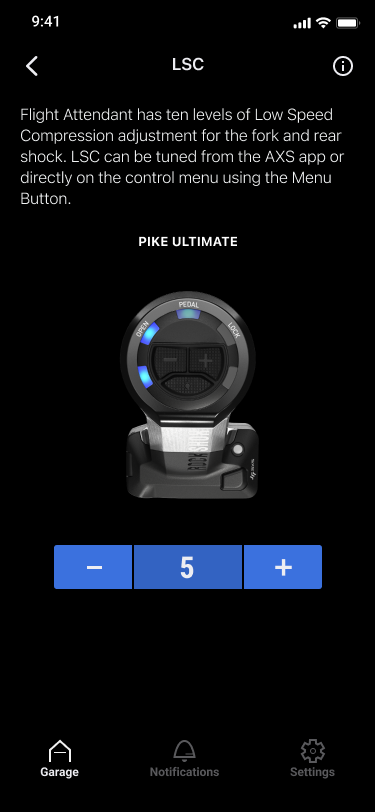 9:41
LSC
Flight Attendant has ten levels of Low Speed
Compression adjustment for the fork and rear
shock. LSC can be tuned from the AXS app or
directly on the control menu using the Menu
Button.
PIKE ULTIMATE
PEDAL
OPEN
LOCK
ROCKSHOX
− 5 +
Garage
Notifications
Settings